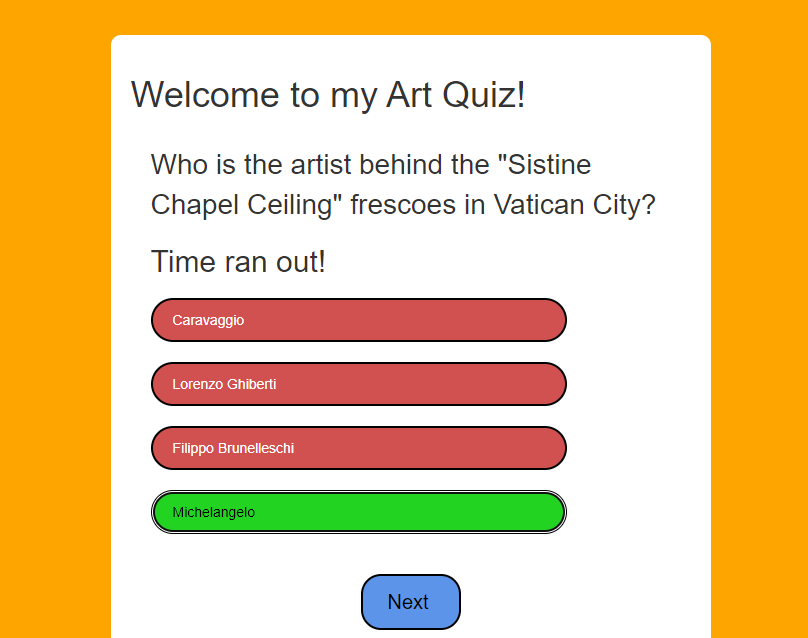 Welcome to my Art Quiz!
Who is the artist behind the "Sistine
Chapel Ceiling" frescoes in Vatican City?
Time ran out!
Caravaggio
Lorenzo Ghiberti
Filippo Brunelleschi
Michelangelo
Next